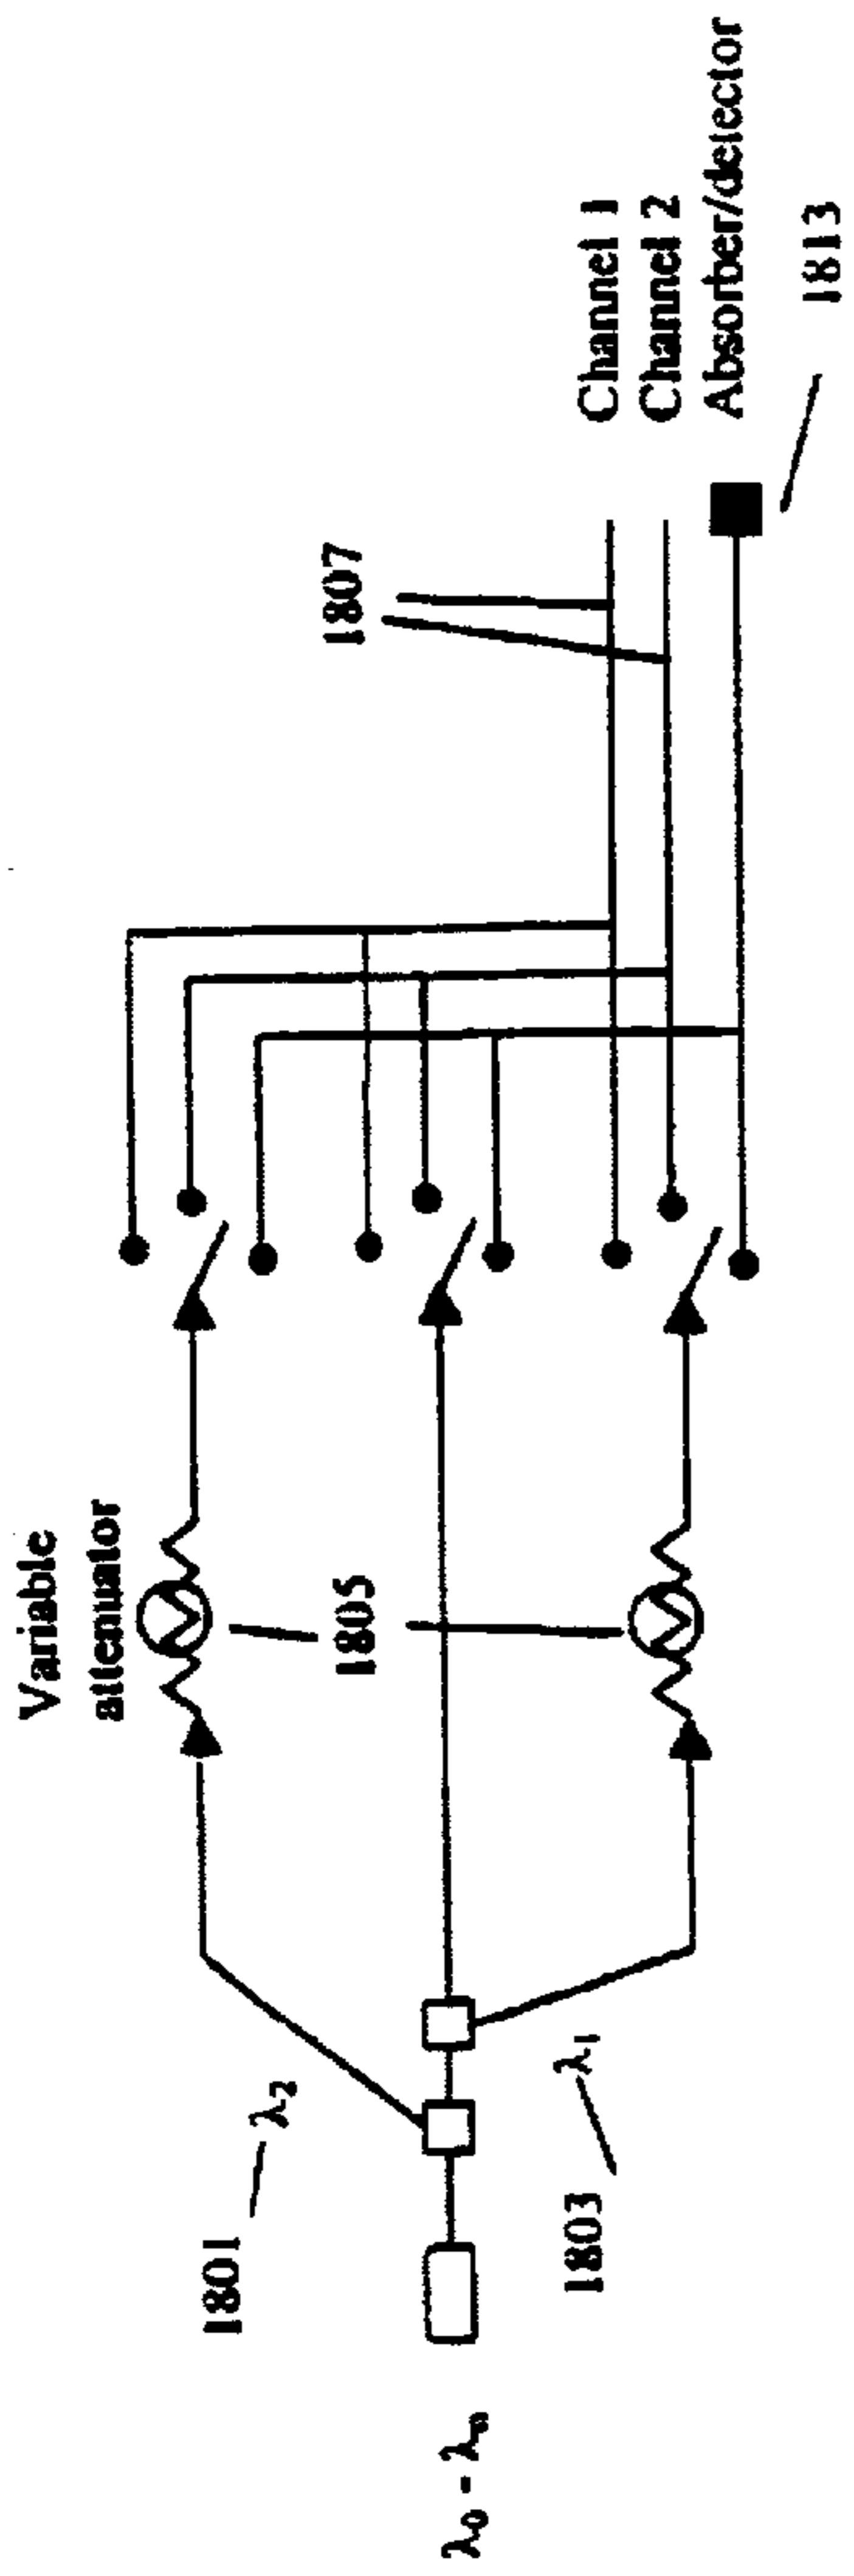 Variable
attenuator
1801
λ2
1805
1807
Channel 1
Channel 2
Absorber/detector
1813
λ0 - λn
1803
λ1